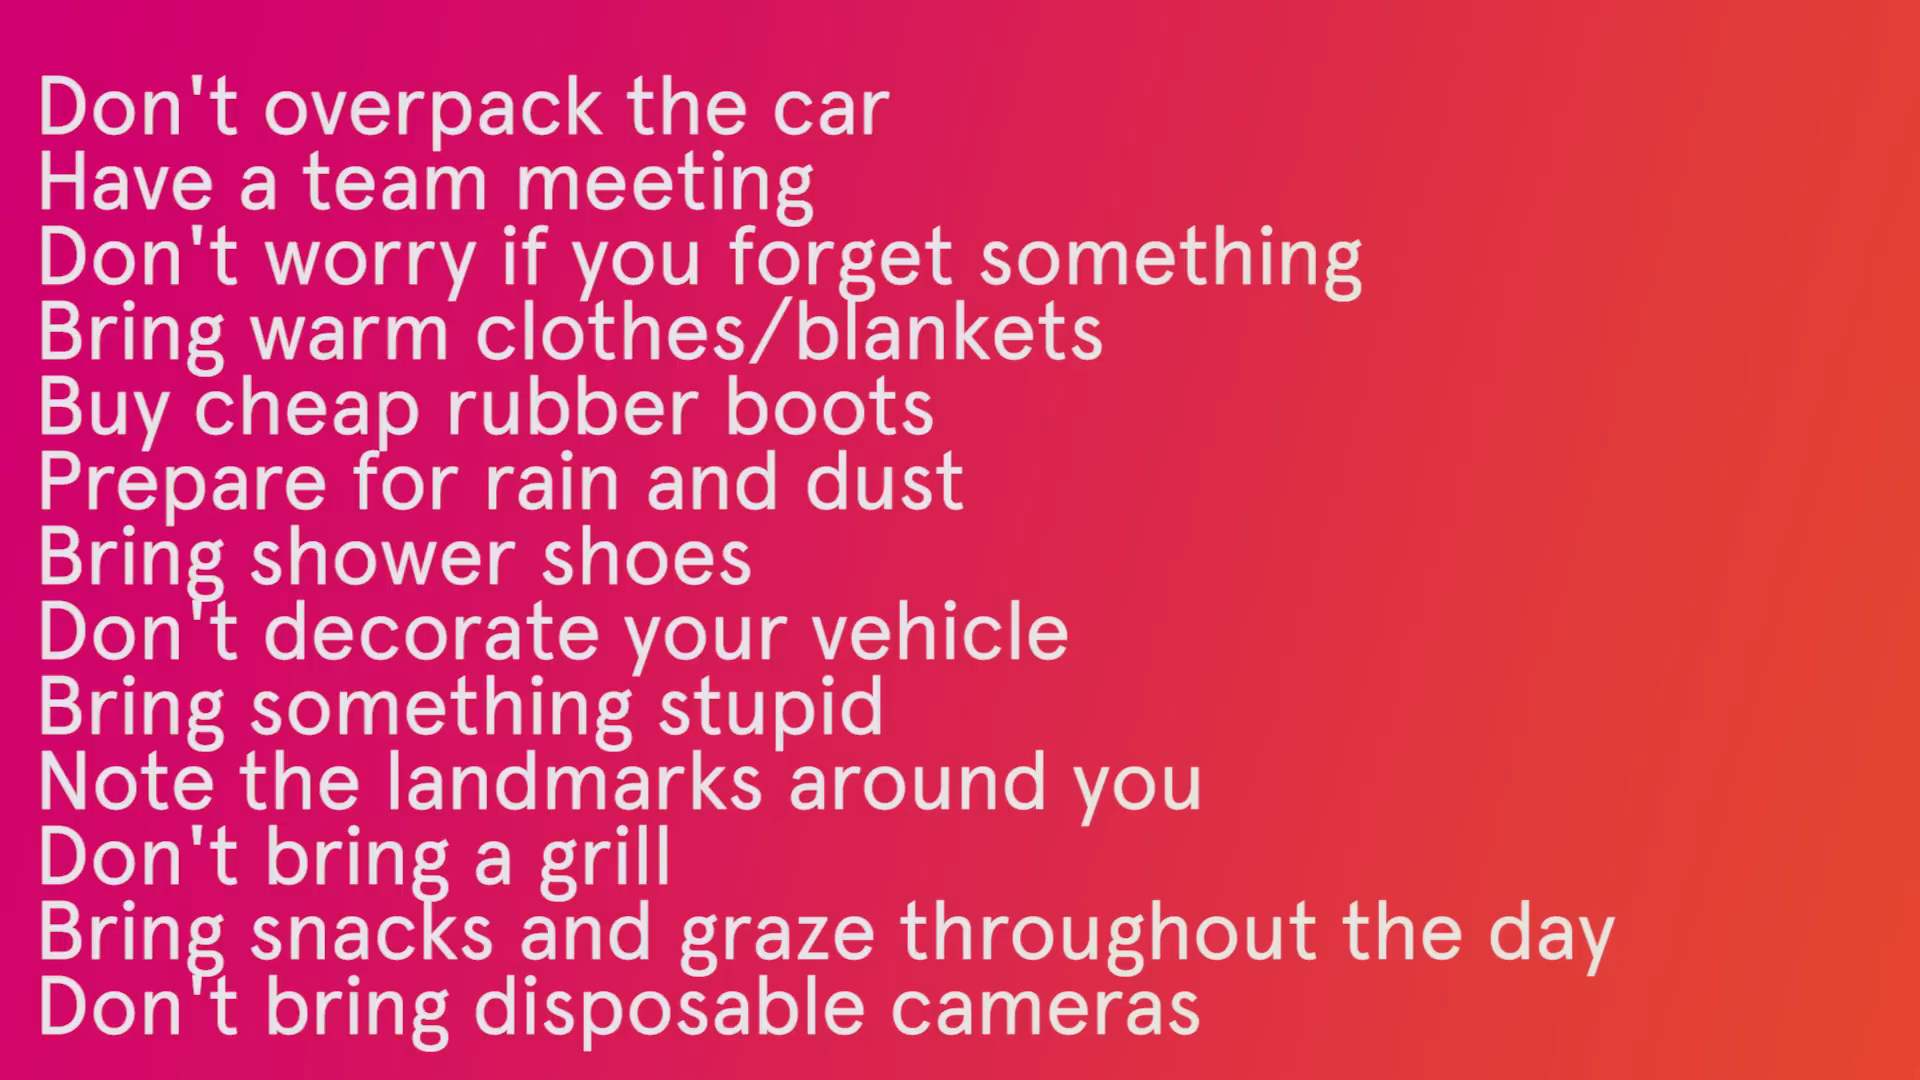 Don't overpack the car
Have a team meeting
Don't worry if you forget something
Bring warm clothes/blankets
Buy cheap rubber boots
Prepare for rain and dust
Bring shower shoes
Don't decorate your vehicle
Bring something stupid
Note the landmarks around you
Don't bring a grill
Bring snacks and graze throughout the day
Don't bring disposable cameras